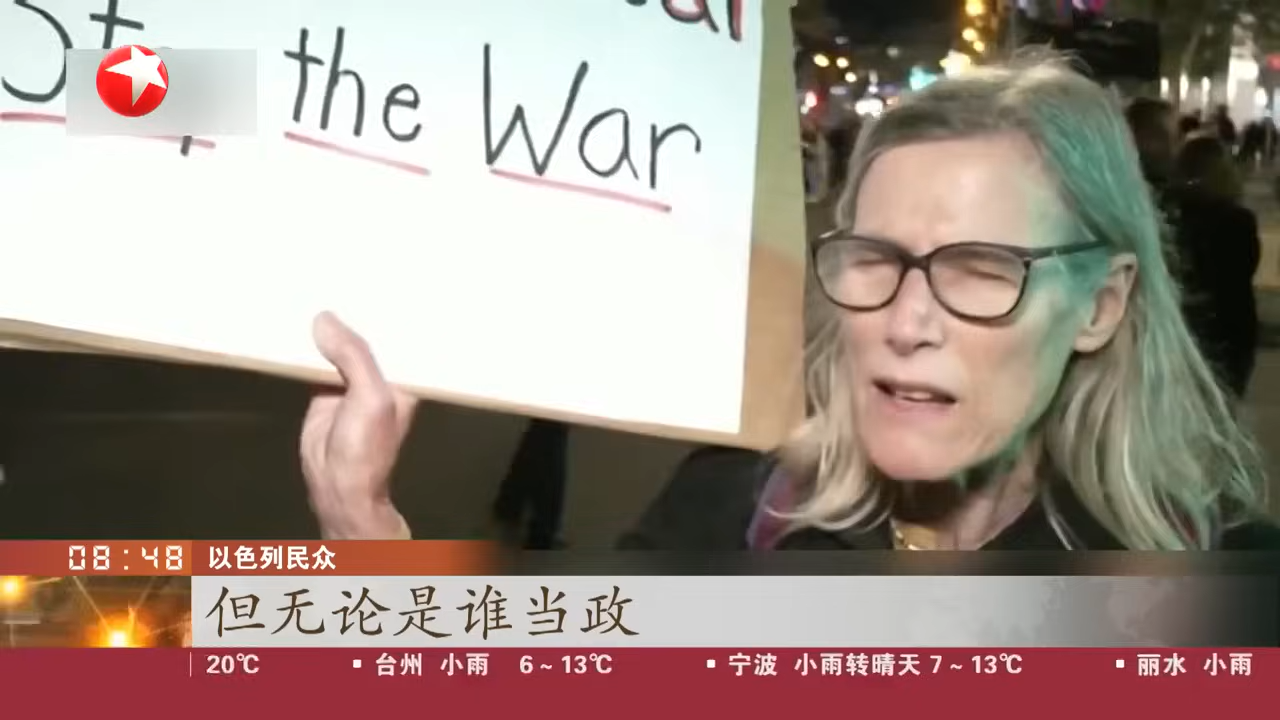 the War
08:48
以色列民众
但无论是谁当政
20℃ ▪ 台州 小雨 6~13℃ ▪ 宁波 小雨转晴天 7~13℃ ▪ 丽水 小雨